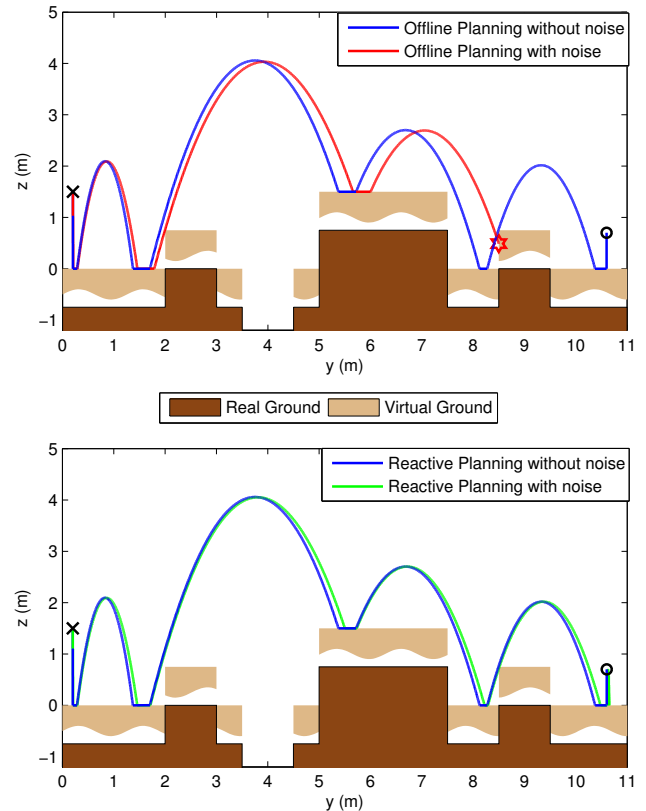 Offline Planning without noise
Offline Planning with noise
5
4
3
2
1
0
−1
z (m)
0 1 2 3 4 5 6 7 8 9 10 11
y (m)
Real Ground Virtual Ground
Reactive Planning without noise
Reactive Planning with noise
5
4
3
2
1
0
−1
z (m)
0 1 2 3 4 5 6 7 8 9 10 11
y (m)